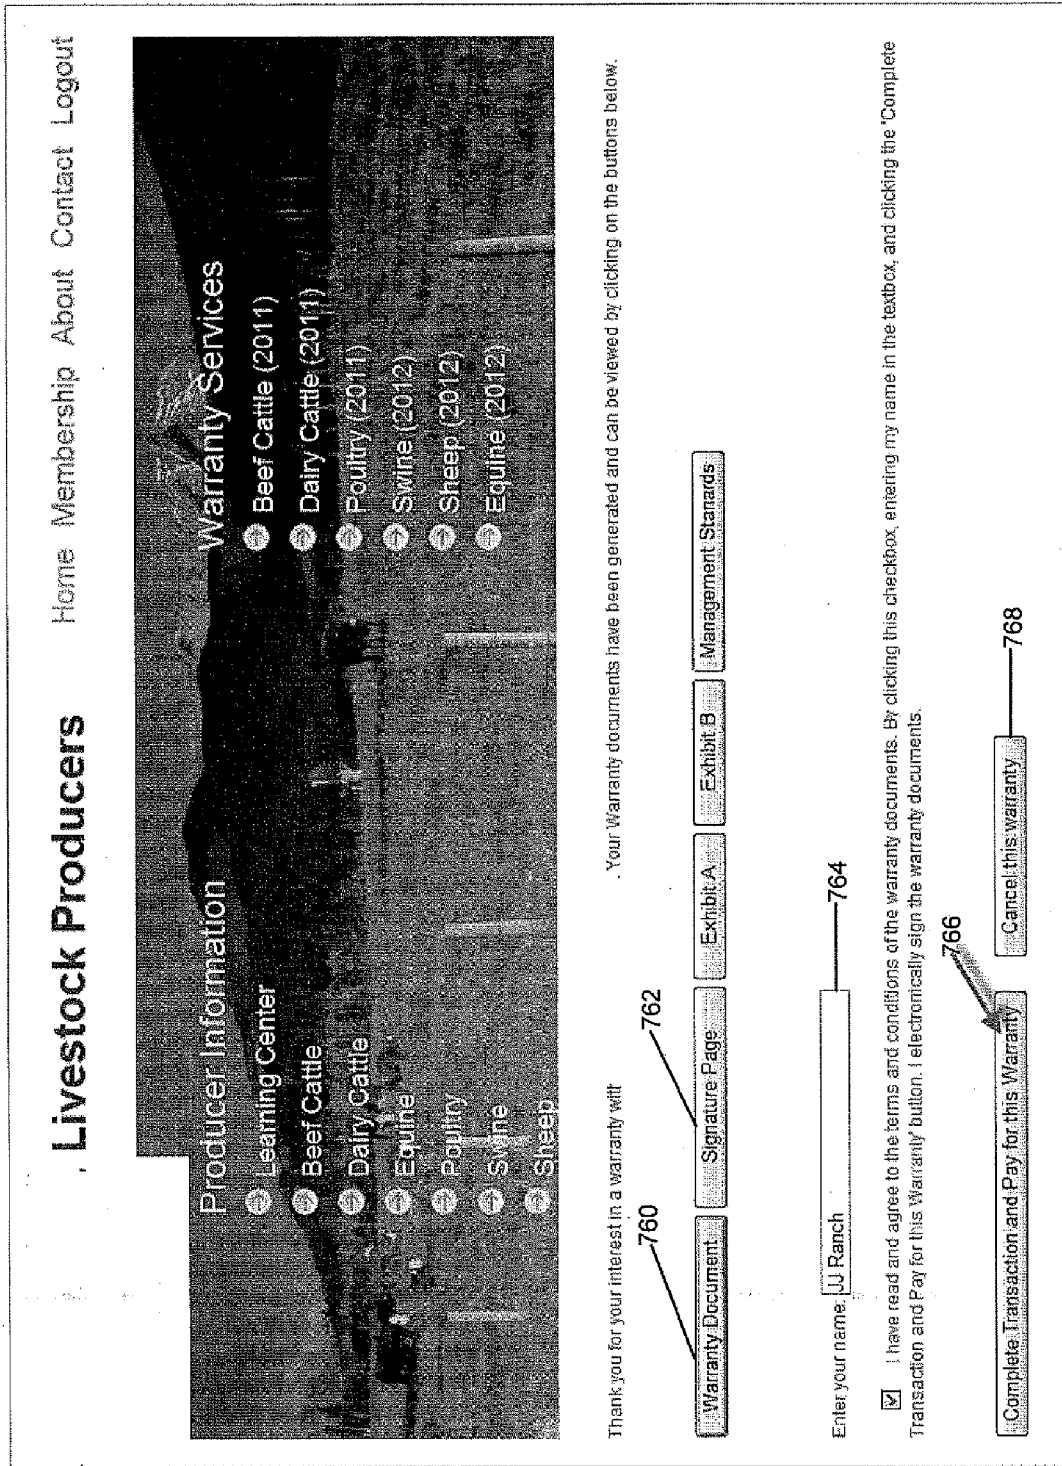 . Livestock Producers
Home Membership About Contact Logout
Producer Information
Learning Center
Beef Cattle
Dairy Cattle
Equine
Poultry
Swine
Sheep
Warranty Services
Beef Cattle (2011)
Dairy Cattle (2011)
Poultry (2011)
Swine (2012)
Sheep (2012)
Equine (2012)
Thank you for your interest in a warranty with . Your Warranty documents have been generated and can be viewed by clicking on the buttons below.
760
762
Warranty Document Signature Page Exhibit A Exhibit B Management Stanards
764
Enter your name: JJ Ranch
I have read and agree to the terms and conditions of the warranty documents. By clicking this checkbox, entering my name in the textbox, and clicking the 'Complete
Transaction and Pay for this Warranty' button, I electronically sign the warranty documents.
766
768
Complete Transaction and Pay for this Warranty Cancel this warranty